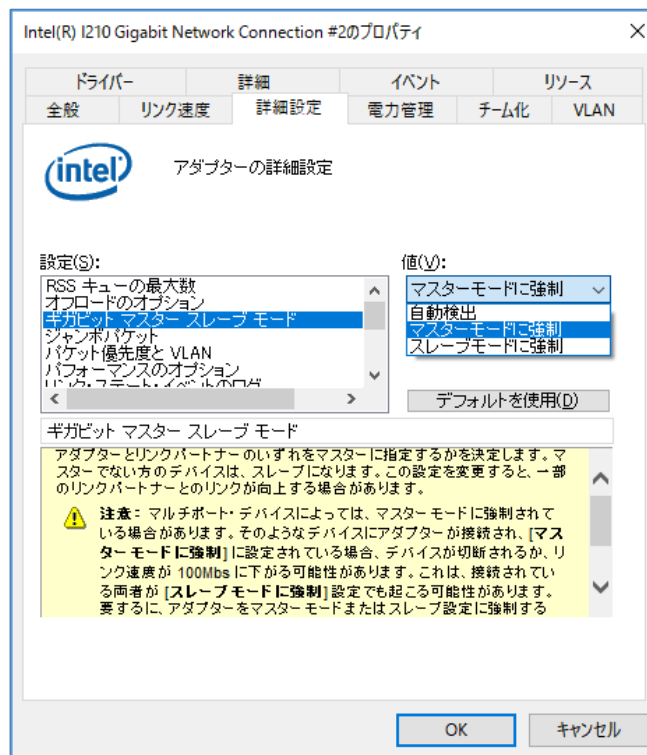 Intel(R) I210 Gigabit Network Connection #2のプロパティ
ドライバー 詳細 イベント リソース
全般 リンク速度 詳細設定 電力管理 チーム化 VLAN
intel
アダプターの詳細設定
設定(S):
RSS キューの最大数
オフロードのオプション
ギガビット マスター スレーブ モード
ジャンボパケット
パケット優先度と VLAN
パフォーマンスのオプション
リンク・ステート・イベントのログ
値(V):
マスターモードに強制
自動検出
マスターモードに強制
スレーブモードに強制
デフォルトを使用(D)
ギガビット マスター スレーブ モード
アダプターとリンクパートナーのいずれをマスターに指定するかを決定します。マ
スターでない方のデバイスは、スレーブになります。この設定を変更すると、一部
のリンクパートナーとのリンクが向上する場合があります。
注意: マルチポート・デバイスによっては、マスターモードに強制されて
いる場合があります。そのようなデバイスにアダプターが接続され、[マス
ターモードに強制] に設定されている場合、デバイスが切断されるか、リ
ンク速度が 100Mbs に下がる可能性があります。これは、接続されてい
る両者が [スレーブモードに強制] 設定でも起こる可能性があります。
要するに、アダプターをマスターモードまたはスレーブ設定に強制する
OK
キャンセル